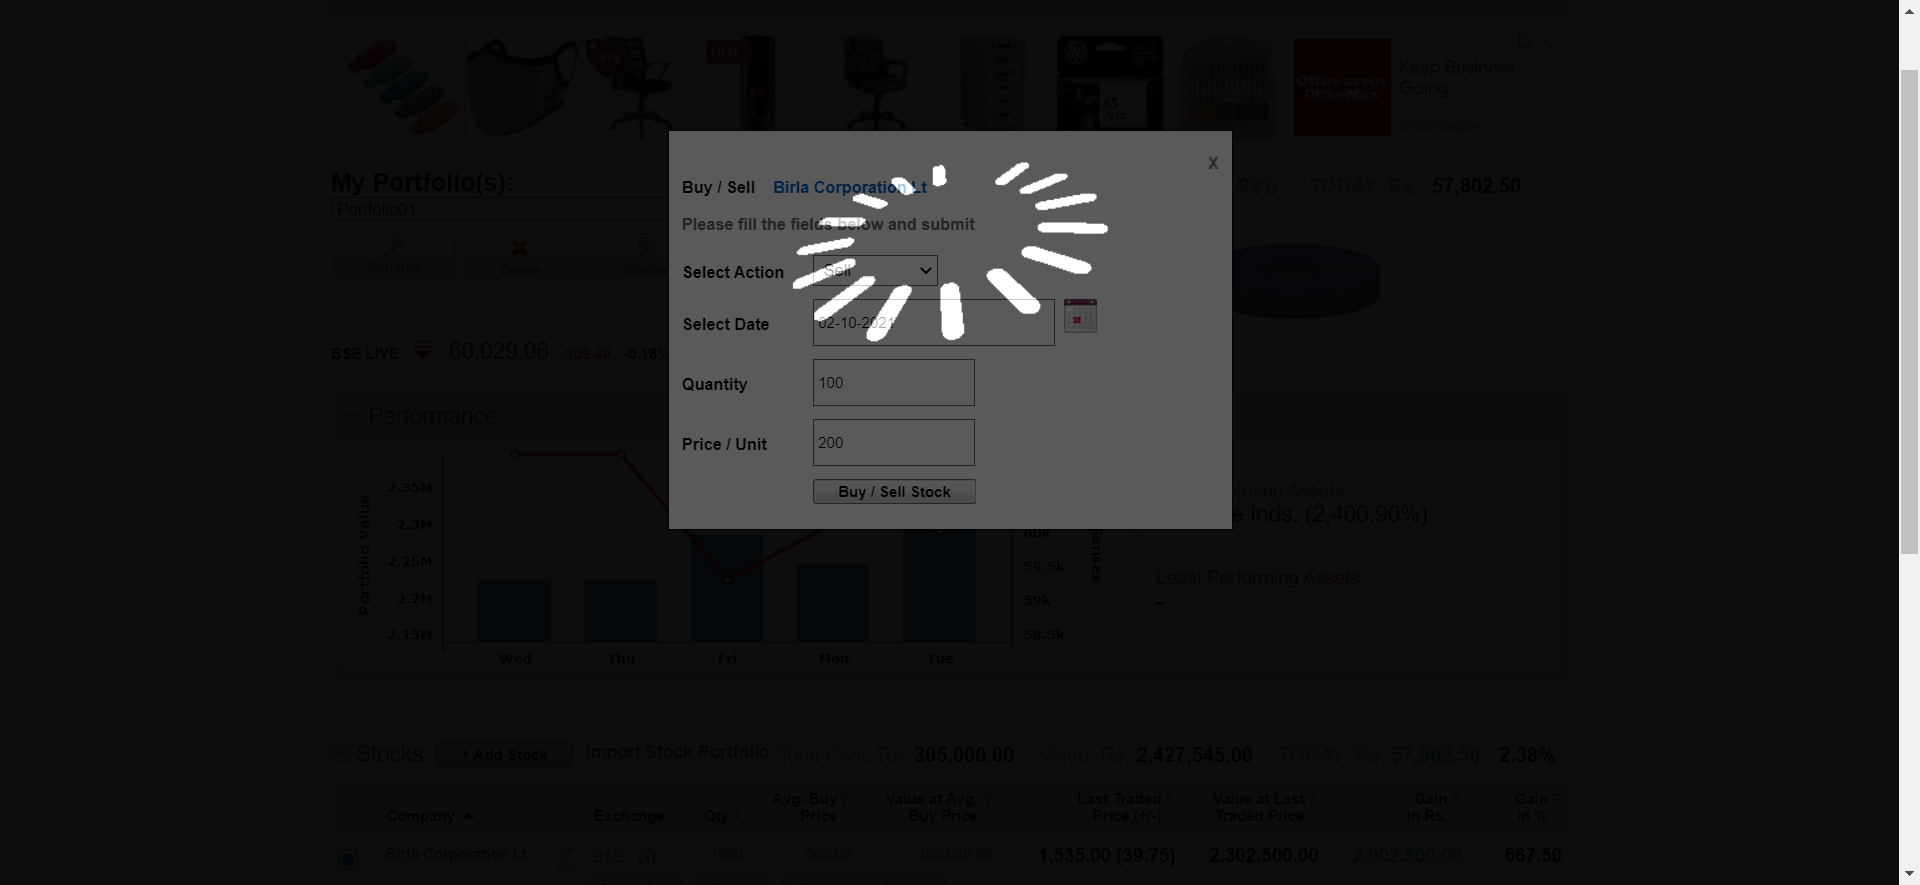 HOT
-41%
hp
65
Office DEPOT
OfficeMax
Keep Business
Going
Office Depot
My Portfolio(s):
Portfolio01
Rename
Delete
Create
.92% TODAY: Rs. 57,802.50
X
Buy / Sell Birla Corporation Lt
Please fill the fields below and submit
Select Action Sell
Select Date 02-10-2021
Quantity 100
Price / Unit 200
Buy / Sell Stock
BSE LIVE 60,029.06 -109.40 -0.18%
Performance
Portfolio Value
2.35M
2.3M
2.25M
2.2M
2.15M
Wed Thu Fri Mon Tue
60k
59.5k
59k
58.5k
Sensex
orming Assets
e Inds. (2,400.90%)
Least Performing Assets
-
Stocks + Add Stock Import Stock Portfolio Total Cost: Rs. 305,000.00 Value: Rs. 2,427,545.00 TODAY: Rs. 57,802.50 2.38%
Company Exchange Qty Avg. Buy Price Value at Avg. Buy Price Last Traded Price (+/-) Value at Last Traded Price Gain in Rs. Gain in %
Birla Corporation Lt BSE 1500 200.00 300,000.00 1,535.00 (39.75) 2,302,500.00 2,002,500.00 667.50